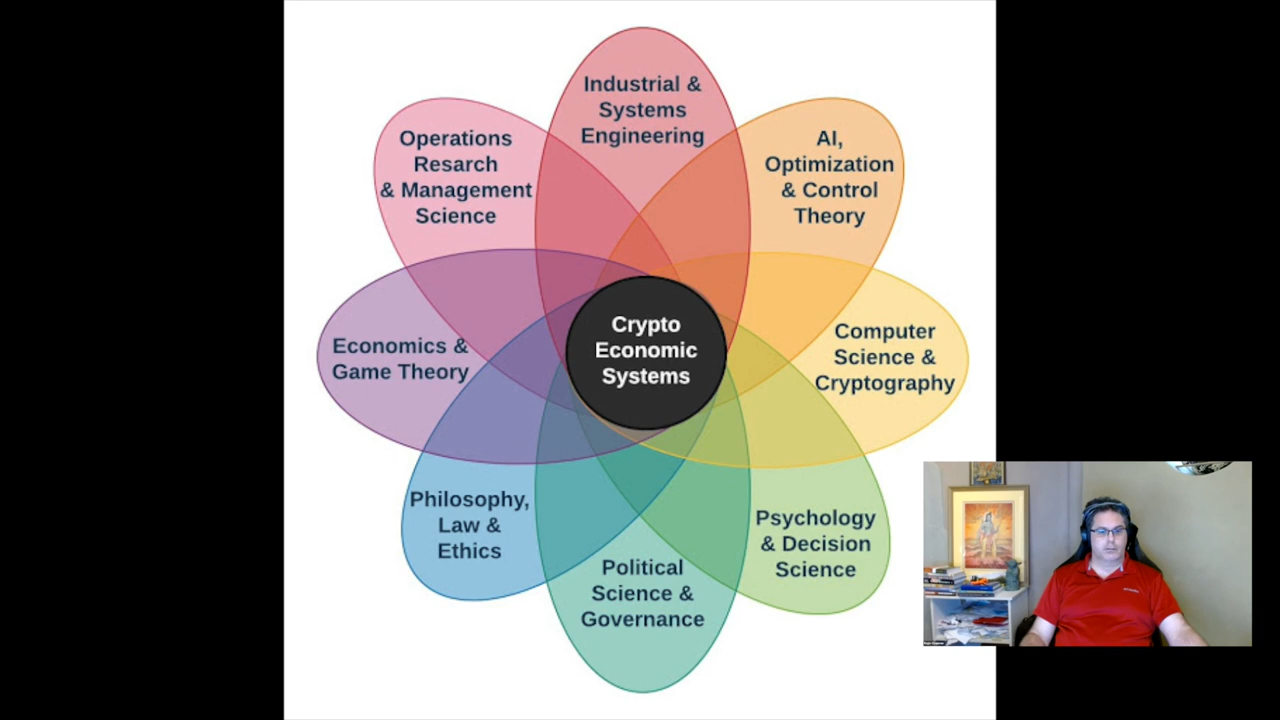 Industrial &
Systems
Engineering
Operations
Resarch
& Management
Science
AI,
Optimization
& Control
Theory
Economics &
Game Theory
Crypto
Economic
Systems
Computer
Science &
Cryptography
Philosophy,
Law &
Ethics
Political
Science &
Governance
Psychology
& Decision
Science